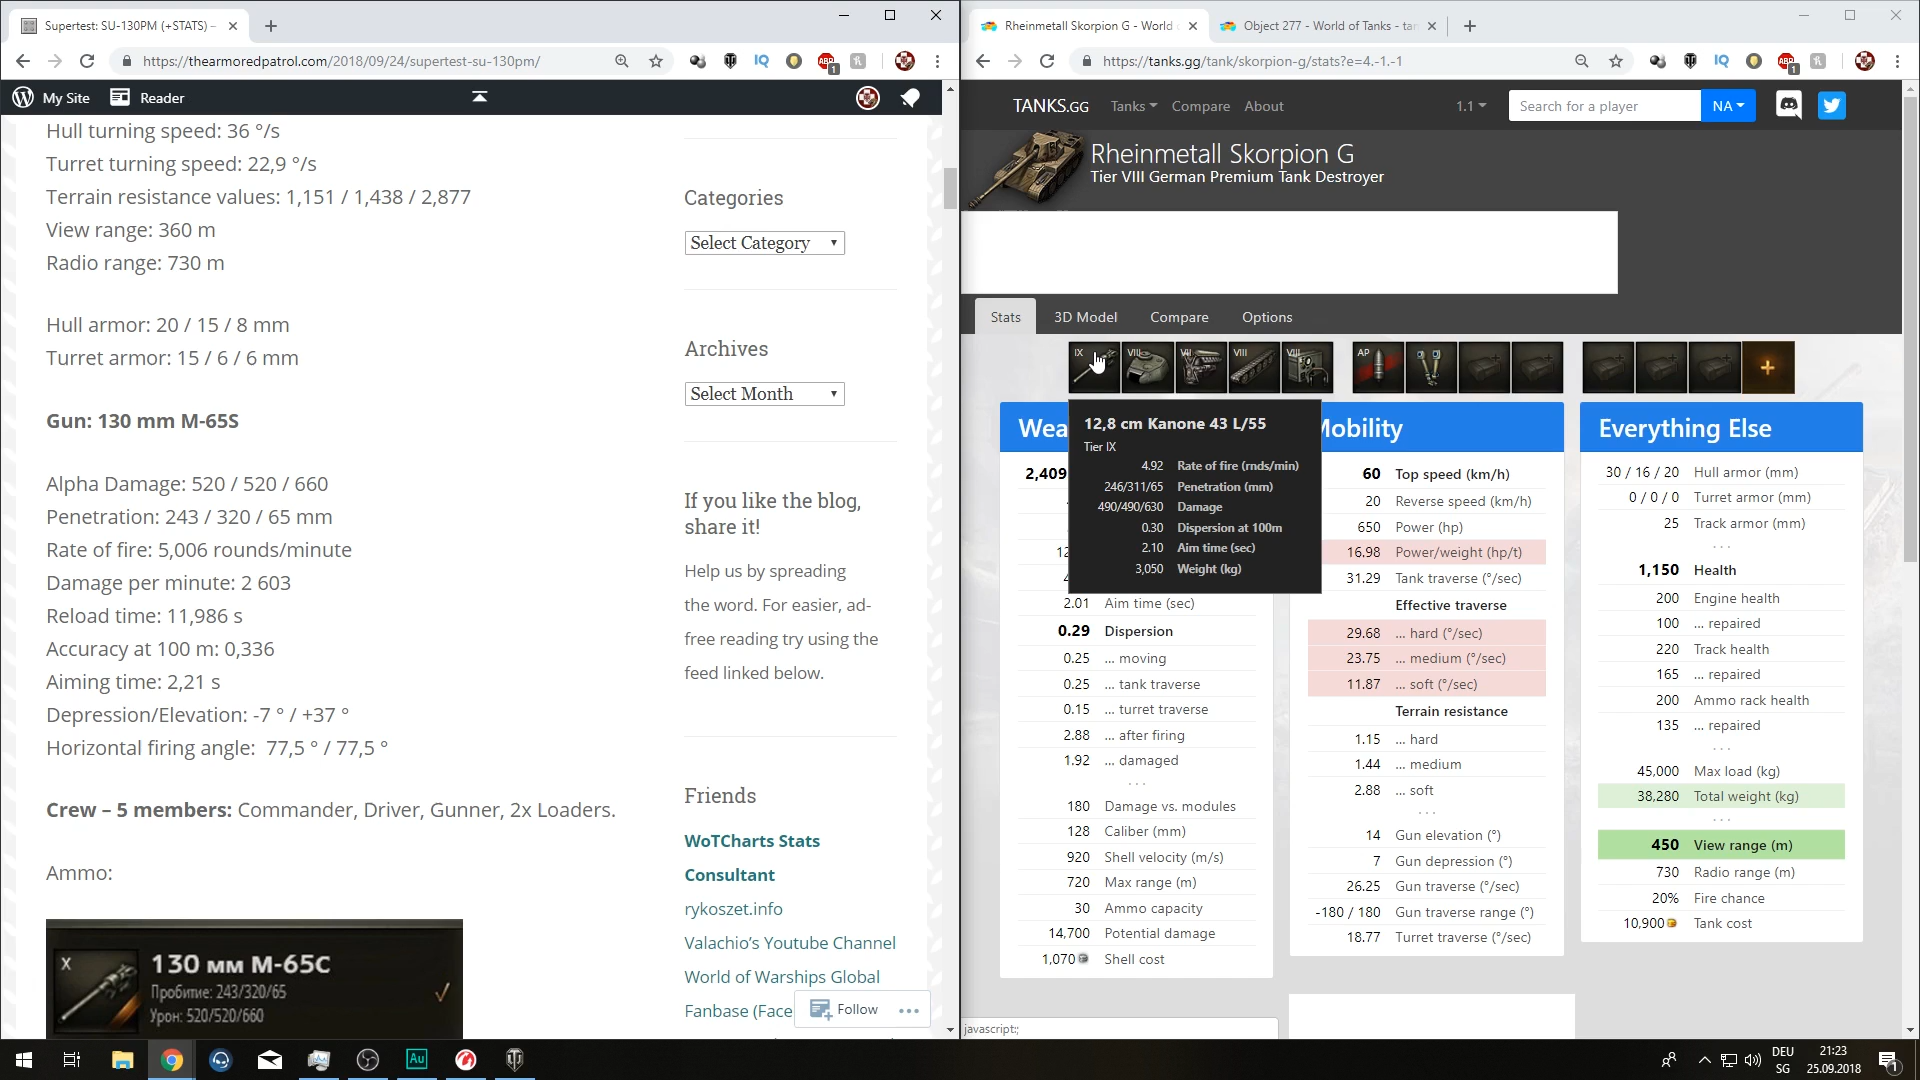 Supertest: SU-130PM (+STATS) –
https://thearmoredpatrol.com/2018/09/24/supertest-su-130pm/
My Site
Reader
Hull turning speed: 36 °/s
Turret turning speed: 22,9 °/s
Terrain resistance values: 1,151 / 1,438 / 2,877
View range: 360 m
Radio range: 730 m
Hull armor: 20 / 15 / 8 mm
Turret armor: 15 / 6 / 6 mm
Gun: 130 mm M-65S
Alpha Damage: 520 / 520 / 660
Penetration: 243 / 320 / 65 mm
Rate of fire: 5,006 rounds/minute
Damage per minute: 2 603
Reload time: 11,986 s
Accuracy at 100 m: 0,336
Aiming time: 2,21 s
Depression/Elevation: -7 ° / +37 °
Horizontal firing angle: 77,5 ° / 77,5 °
Crew – 5 members: Commander, Driver, Gunner, 2x Loaders.
Ammo:
X
130 мм М-65С
Пробитие: 243/320/65
Урон: 520/520/660
Categories
Select Category
Archives
Select Month
If you like the blog,
share it!
Help us by spreading
the word. For easier, ad-
free reading try using the
feed linked below.
Friends
WoTCharts Stats
Consultant
rykoszet.info
Valachio’s Youtube Channel
World of Warships Global
Fanbase (Face
Follow
Rheinmetall Skorpion G - World
Object 277 - World of Tanks - tan
https://tanks.gg/tank/skorpion-g/stats?e=4.-1.-1
TANKS.GG
Tanks
Compare
About
1.1
Search for a player
NA
Rheinmetall Skorpion G
Tier VIII German Premium Tank Destroyer
Stats
3D Model
Compare
Options
IX
VIII
VII
VIII
VIII
AP
Wea
2,409
12,8 cm Kanone 43 L/55
Tier IX
4.92 Rate of fire (rnds/min)
246/311/65 Penetration (mm)
490/490/630 Damage
0.30 Dispersion at 100m
2.10 Aim time (sec)
3,050 Weight (kg)
2.01 Aim time (sec)
0.29 Dispersion
0.25 ... moving
0.25 ... tank traverse
0.15 ... turret traverse
2.88 ... after firing
1.92 ... damaged
180 Damage vs. modules
128 Caliber (mm)
920 Shell velocity (m/s)
720 Max range (m)
30 Ammo capacity
14,700 Potential damage
1,070 Shell cost
Mobility
60 Top speed (km/h)
20 Reverse speed (km/h)
650 Power (hp)
16.98 Power/weight (hp/t)
31.29 Tank traverse (°/sec)
Effective traverse
29.68 ... hard (°/sec)
23.75 ... medium (°/sec)
11.87 ... soft (°/sec)
Terrain resistance
1.15 ... hard
1.44 ... medium
2.88 ... soft
14 Gun elevation (°)
7 Gun depression (°)
26.25 Gun traverse (°/sec)
-180 / 180 Gun traverse range (°)
18.77 Turret traverse (°/sec)
Everything Else
30 / 16 / 20 Hull armor (mm)
0 / 0 / 0 Turret armor (mm)
25 Track armor (mm)
1,150 Health
200 Engine health
100 ... repaired
220 Track health
165 ... repaired
200 Ammo rack health
135 ... repaired
45,000 Max load (kg)
38,280 Total weight (kg)
450 View range (m)
730 Radio range (m)
20% Fire chance
10,900 Tank cost
javascript:;
DEU
SG
21:23
25.09.2018